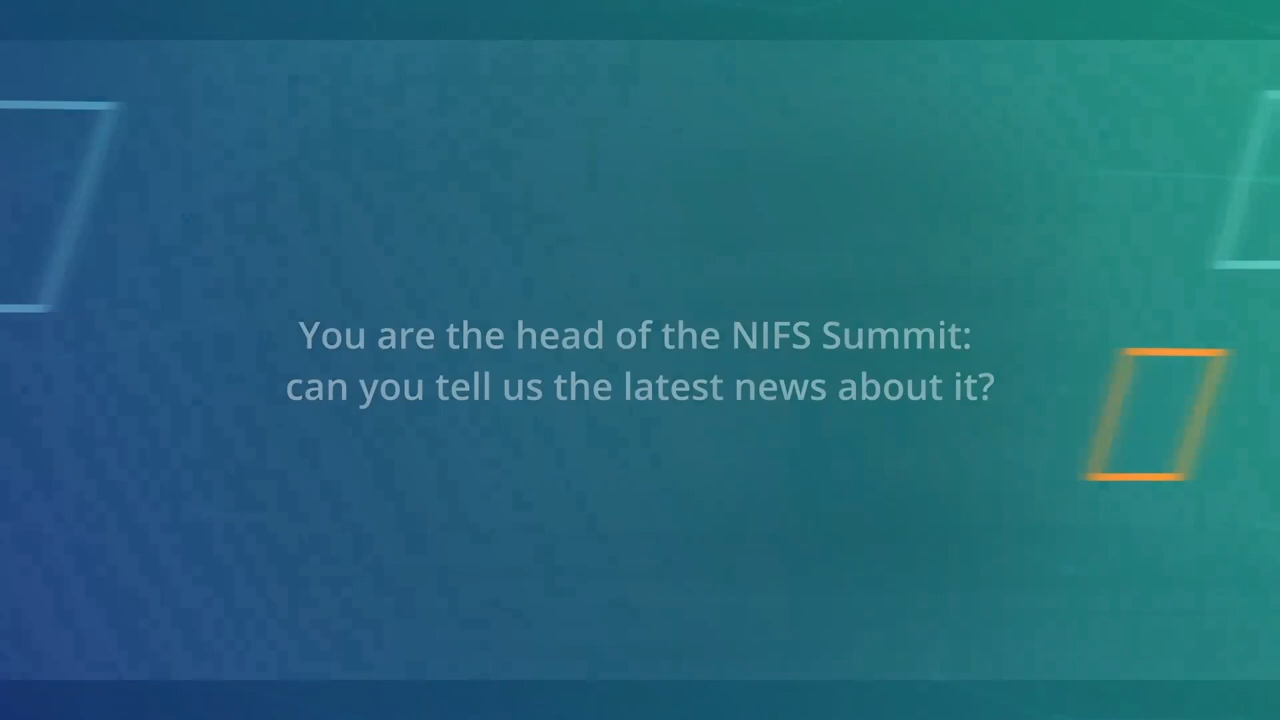 You are the head of the NIFS Summit:
can you tell us the latest news about it?